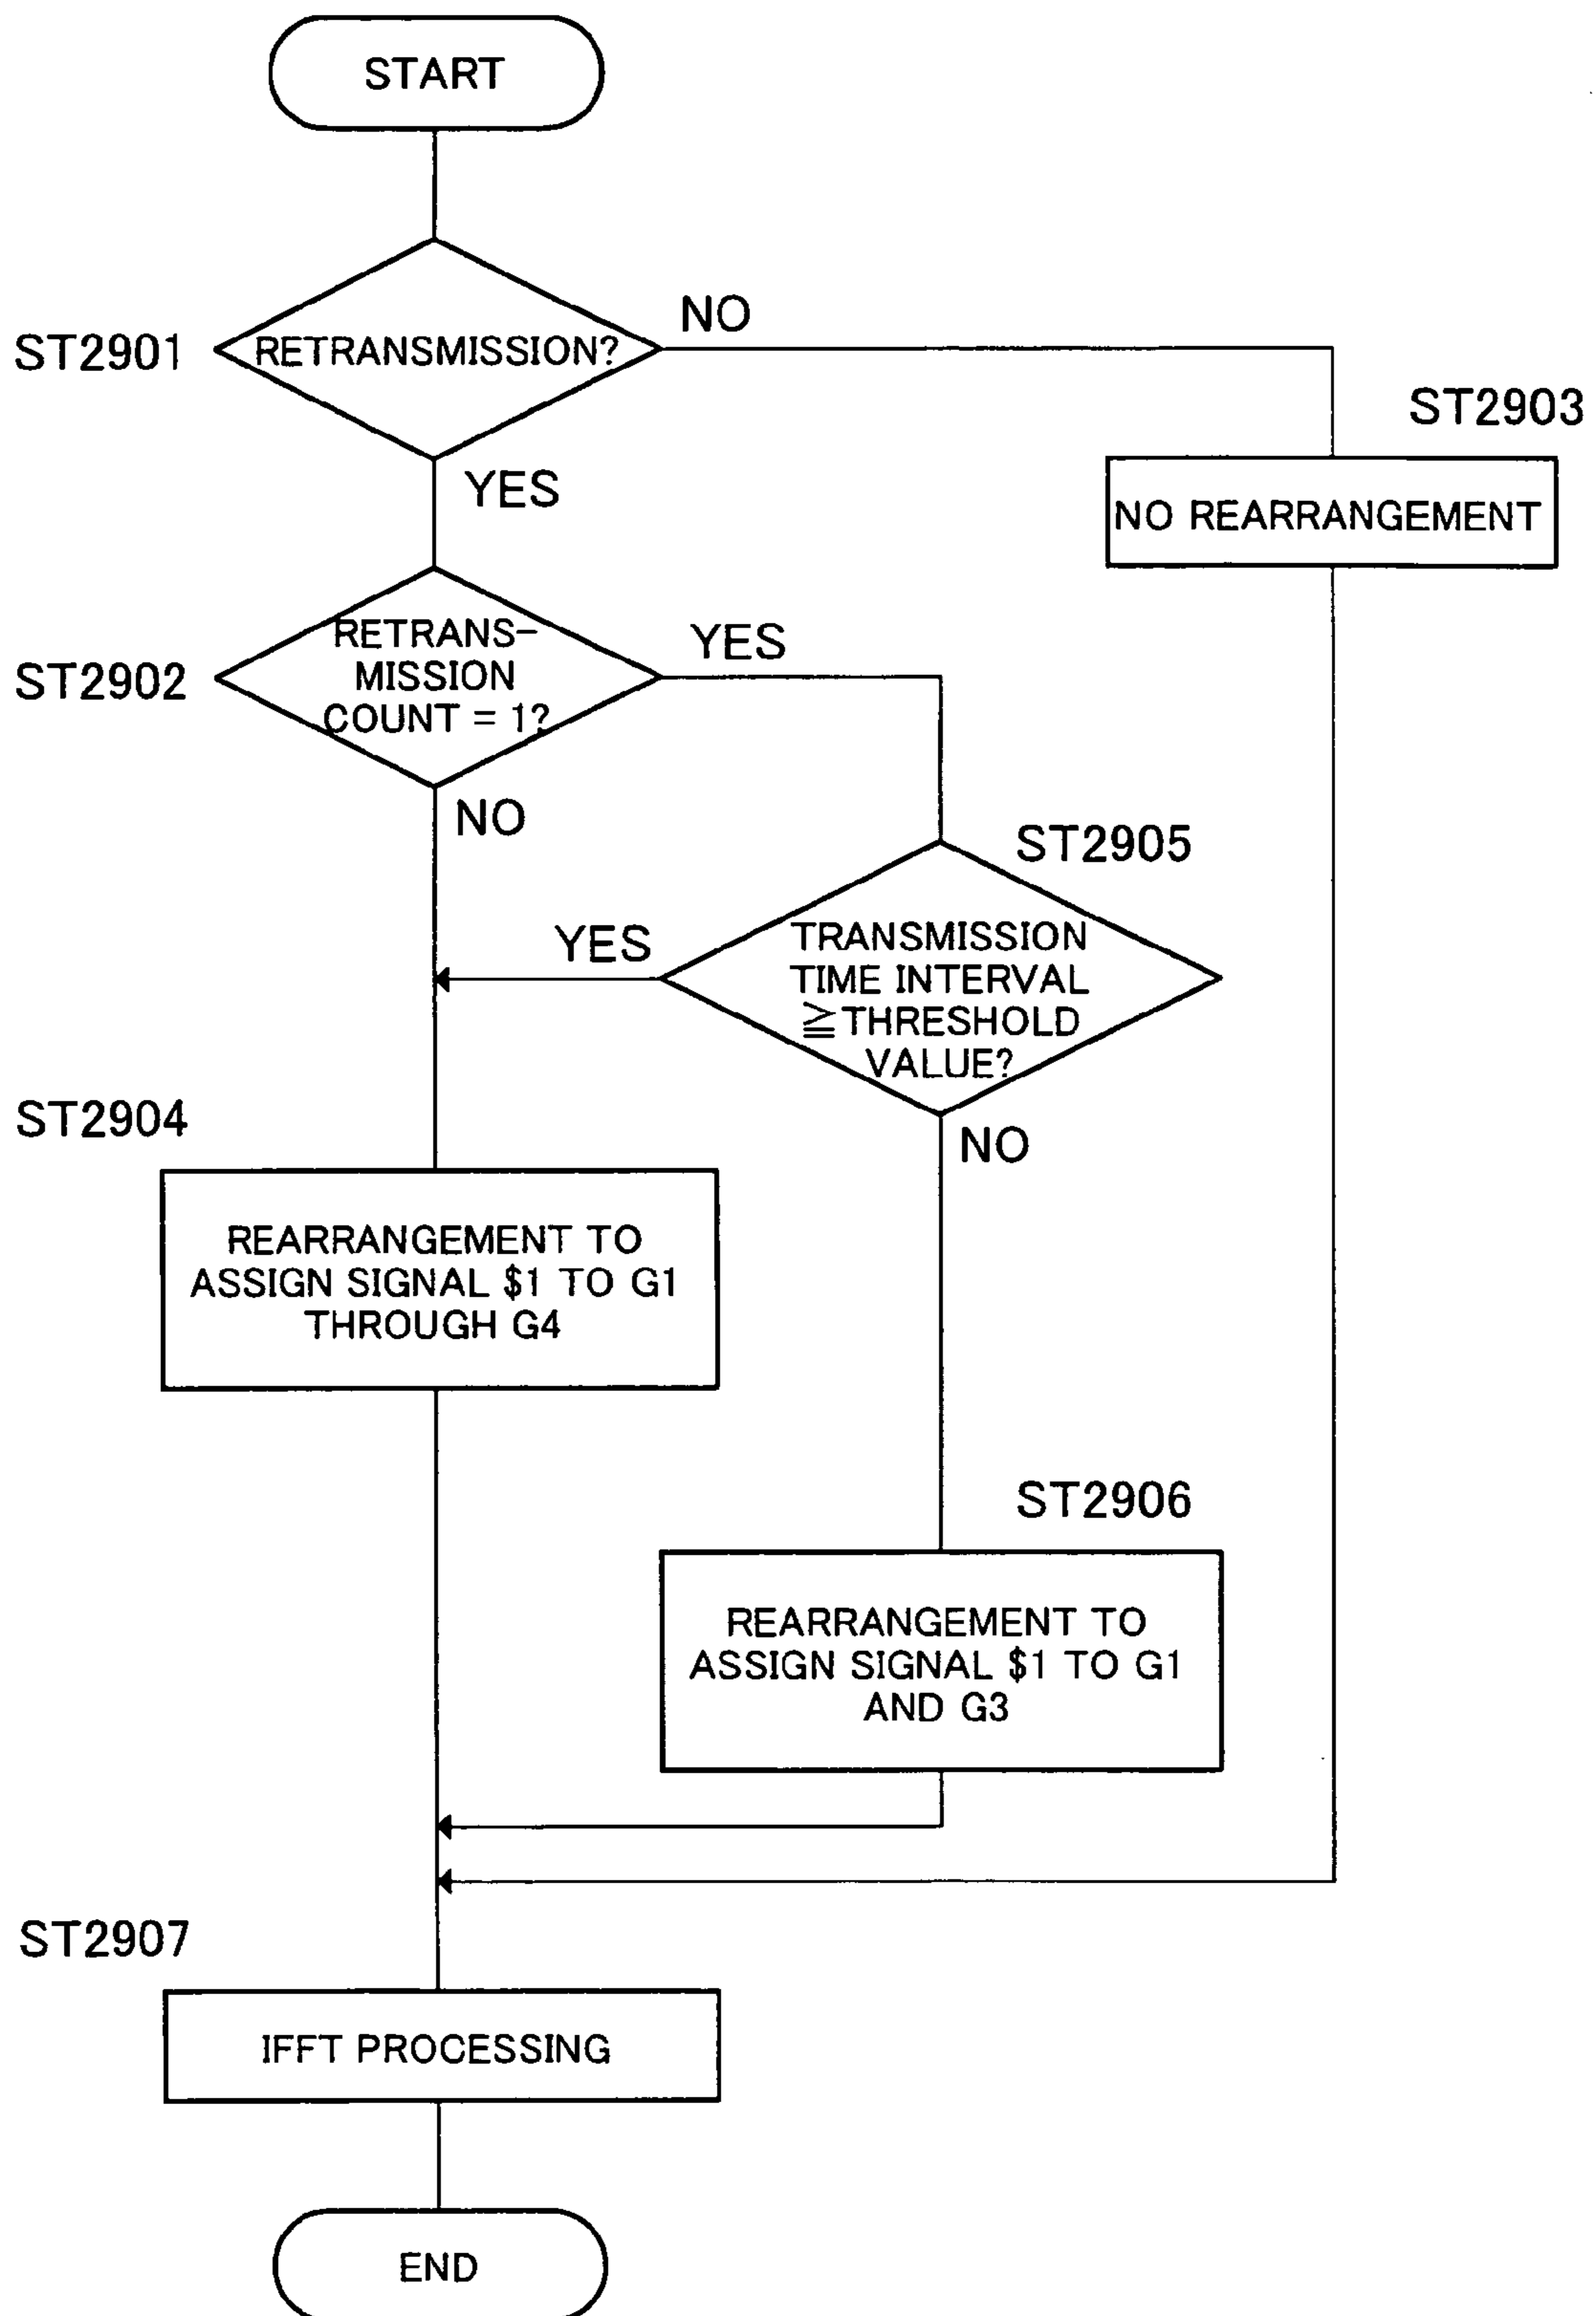 START
NO
ST2901
RETRANSMISSION?
ST2903
YES
NO REARRANGEMENT
RETRANS-
MISSION
COUNT = 1?
YES
ST2902
NO
ST2905
YES
TRANSMISSION
TIME INTERVAL
≧THRESHOLD
VALUE?
ST2904
NO
REARRANGEMENT TO
ASSIGN SIGNAL $1 TO G1
THROUGH G4
ST2906
REARRANGEMENT TO
ASSIGN SIGNAL $1 TO G1
AND G3
ST2907
IFFT PROCESSING
END